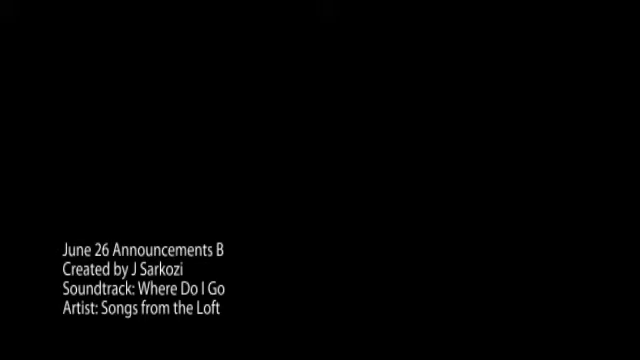 June 26 Announcements B
Created by J Sarkozi
Soundtrack: Where Do I Go
Artist: Songs from the Loft